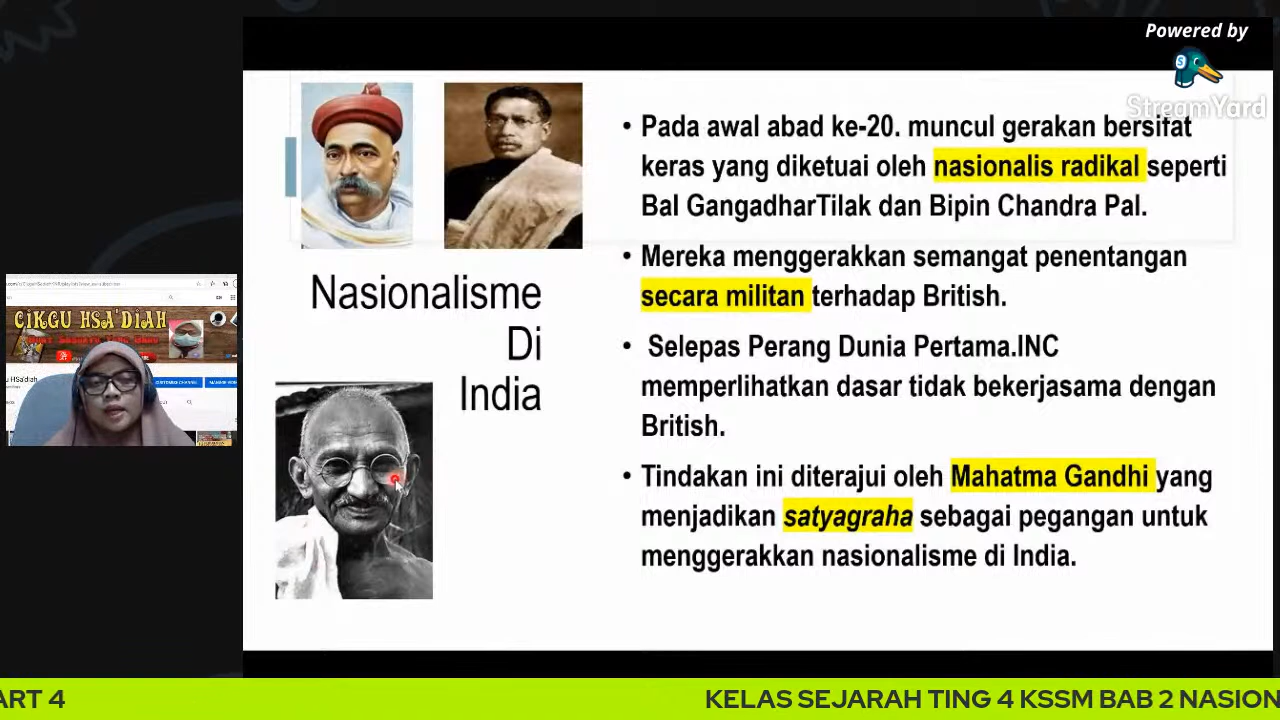 Powered by
StreamYard
Pada awal abad ke-20. muncul gerakan bersifat
keras yang diketuai oleh nasionalis radikal seperti
Bal GangadharTilak dan Bipin Chandra Pal.
Mereka menggerakkan semangat penentangan
secara militan terhadap British.
Selepas Perang Dunia Pertama.INC
memperlihatkan dasar tidak bekerjasama dengan
British.
Tindakan ini diterajui oleh Mahatma Gandhi yang
menjadikan satyagraha sebagai pegangan untuk
menggerakkan nasionalisme di India.
Nasionalisme
Di
India
CIKGU HSA'DIAH
CUSTOMISE CHANNEL
ART 4
KELAS SEJARAH TING 4 KSSM BAB 2 NASION